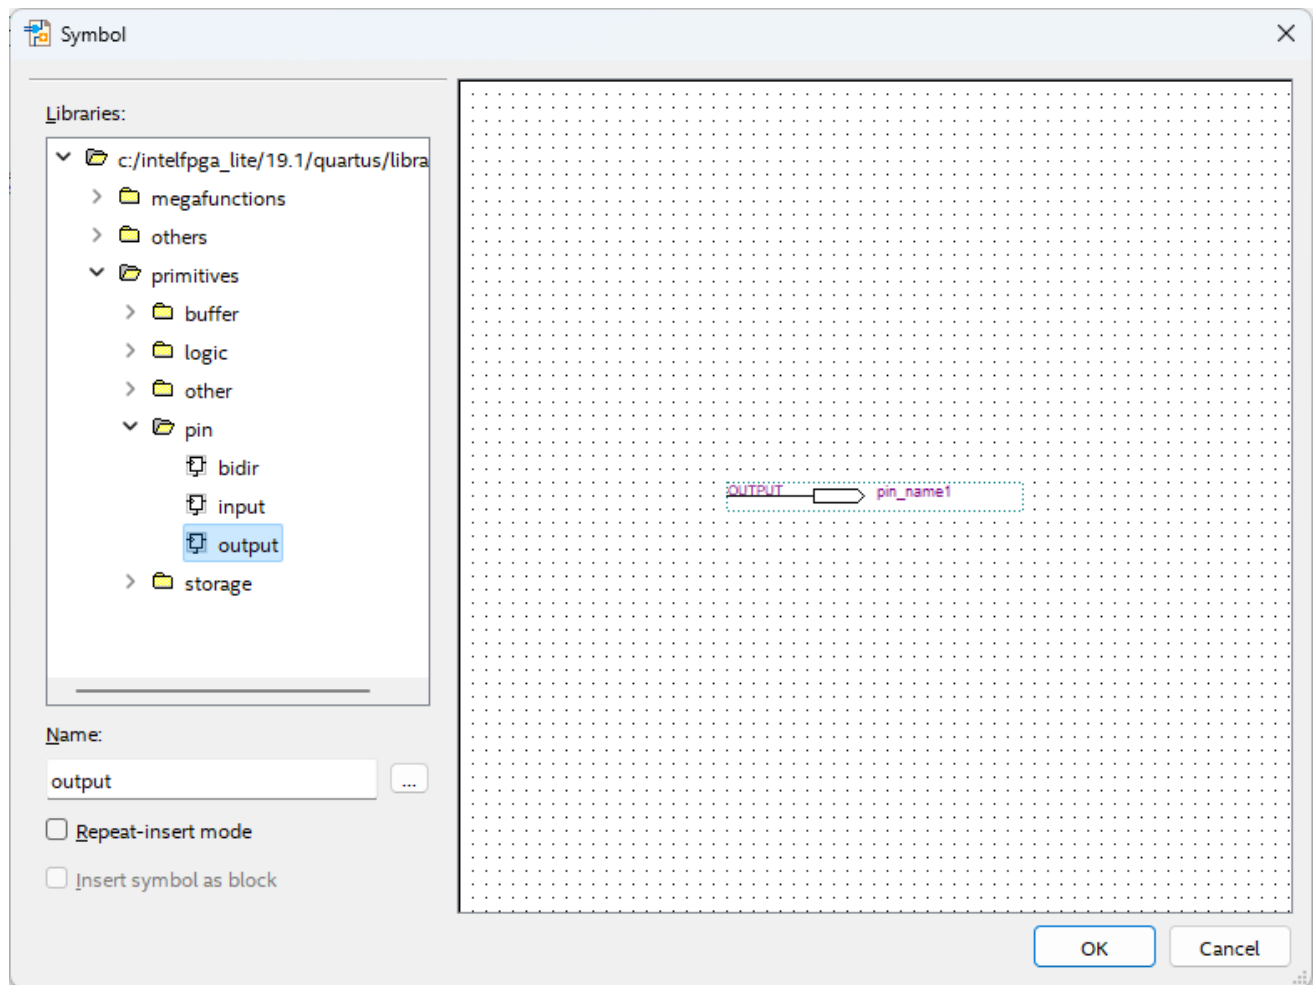 Symbol
Libraries:
c:/intelfpga_lite/19.1/quartus/libra
megafunctions
others
primitives
buffer
logic
other
pin
bidir
input
output
storage
Name:
output
...
Repeat-insert mode
Insert symbol as block
OUTPUT pin_name1
OK Cancel